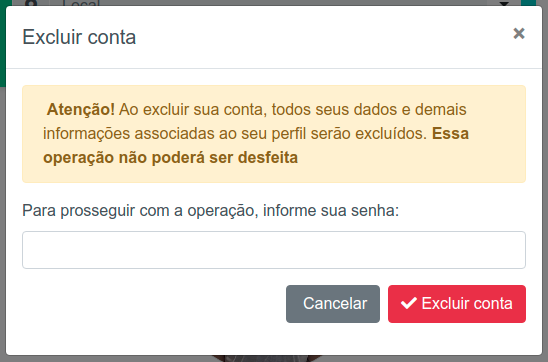 Local
Excluir conta
×
Atenção! Ao excluir sua conta, todos seus dados e demais
informações associadas ao seu perfil serão excluídos. Essa
operação não poderá ser desfeita
Para prosseguir com a operação, informe sua senha:
Cancelar
Excluir conta